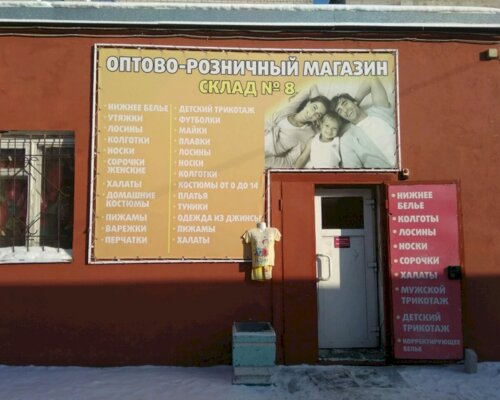 ОПТОВО-РОЗНИЧНЫЙ МАГАЗИН
СКЛАД № 8
• НИЖНЕЕ БЕЛЬЕ
• УТЯЖКИ
• ЛОСИНЫ
• КОЛГОТКИ
• НОСКИ
• СОРОЧКИ
ЖЕНСКИЕ
• ХАЛАТЫ
• ДОМАШНИЕ
КОСТЮМЫ
• ПИЖАМЫ
• ВАРЕЖКИ
• ПЕРЧАТКИ
• ДЕТСКИЙ ТРИКОТАЖ
• ФУТБОЛКИ
• МАЙКИ
• ПЛАВКИ
• ЛОСИНЫ
• НОСКИ
• КОЛГОТКИ
• КОСТЮМЫ ОТ 0 ДО 14
• ПЛАТЬЯ
• ТУНИКИ
• ОДЕЖДА ИЗ ДЖИНСЫ
• ПИЖАМЫ
• ХАЛАТЫ
• НИЖНЕЕ
БЕЛЬЕ
• КОЛГОТЫ
• ЛОСИНЫ
• НОСКИ
• СОРОЧКИ
• ХАЛАТЫ
• МУЖСКОЙ
ТРИКОТАЖ
• ДЕТСКИЙ
ТРИКОТАЖ
• КОРРЕКТИРУЮЩЕЕ
БЕЛЬЕ